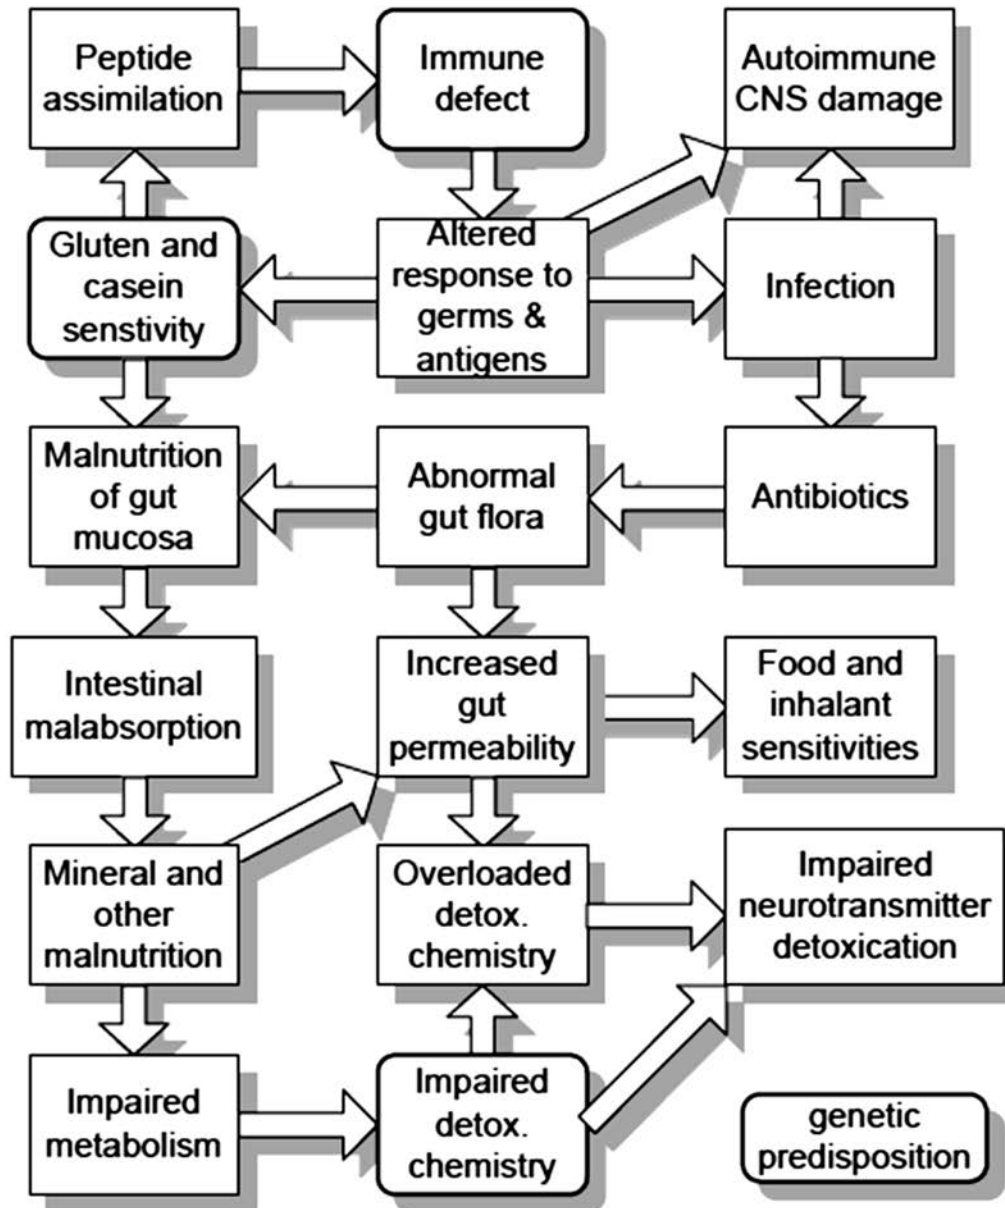 Peptide
assimilation
Immune
defect
Autoimmune
CNS damage
Gluten and
casein
senstivity
Altered
response to
germs &
antigens
Infection
Malnutrition
of gut
mucosa
Abnormal
gut flora
Antibiotics
Intestinal
malabsorption
Increased
gut
permeability
Food and
inhalant
sensitivities
Mineral and
other
malnutrition
Overloaded
detox.
chemistry
Impaired
neurotransmitter
detoxication
Impaired
metabolism
Impaired
detox.
chemistry
genetic
predisposition